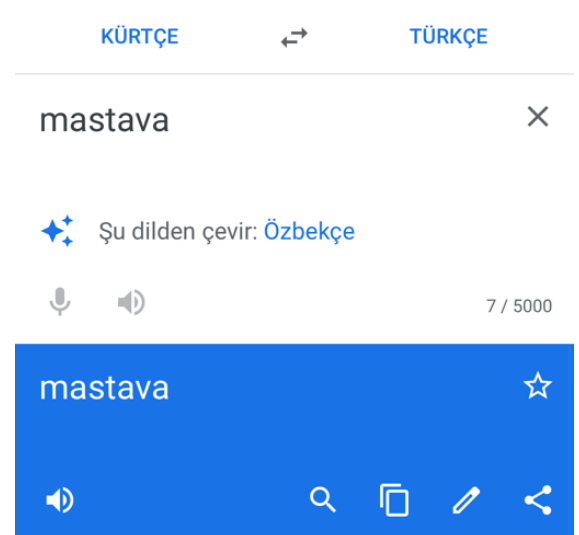 KÜRTÇE TÜRKÇE
mastava
Şu dilden çevir: Özbekçe
7 / 5000
mastava